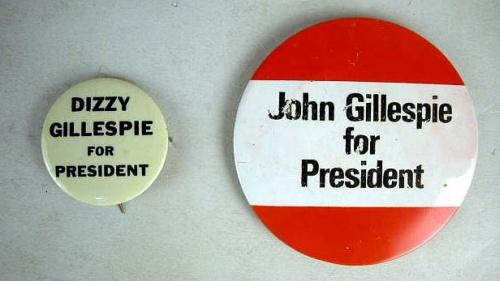 DIZZY
GILLESPIE
FOR
PRESIDENT
John Gillespie
for
President